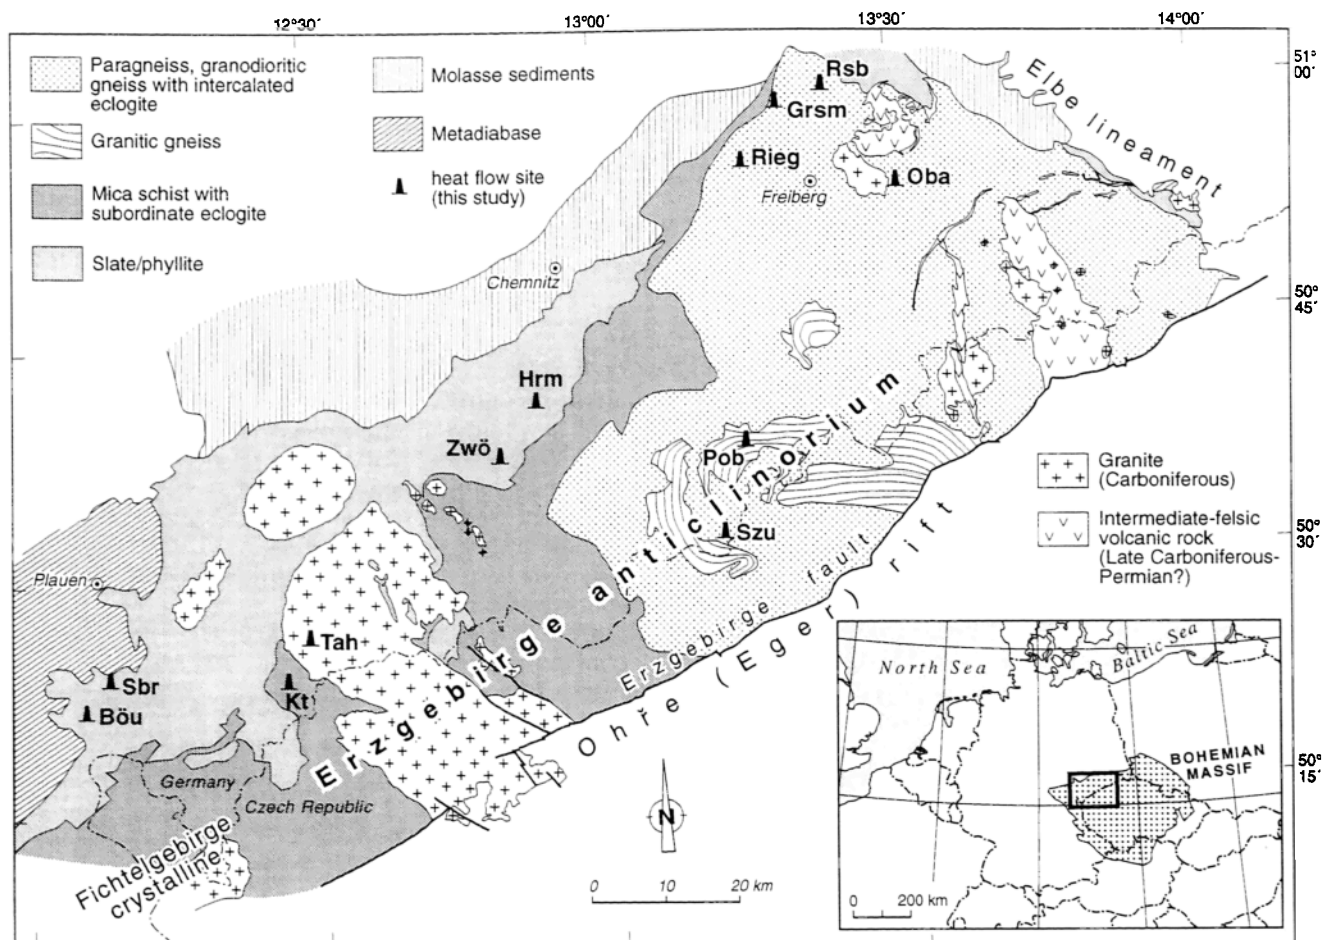 12°30´
13°00´
13°30´
14°00´
51°
00´
50°
45´
50°
30´
50°
15´
Paragneiss, granodioritic
gneiss with intercalated
eclogite
Granitic gneiss
Mica schist with
subordinate eclogite
Slate/phyllite
Molasse sediments
Metadiabase
heat flow site
(this study)
Rsb
Grsm
Rieg
Freiberg
Oba
Elbe lineament
Chemnitz
Hrm
Zwö
Pob
Szu
Plauen
Tah
Sbr
Böu
Kt
Erzgebirge anticlinorium
Erzgebirge fault
Ohře (Eger) rift
Germany
Czech Republic
Fichtelgebirge
crystalline
N
0 10 20 km
Granite
(Carboniferous)
Intermediate-felsic
volcanic rock
(Late Carboniferous-
Permian?)
North Sea
Baltic Sea
BOHEMIAN
MASSIF
0 200 km